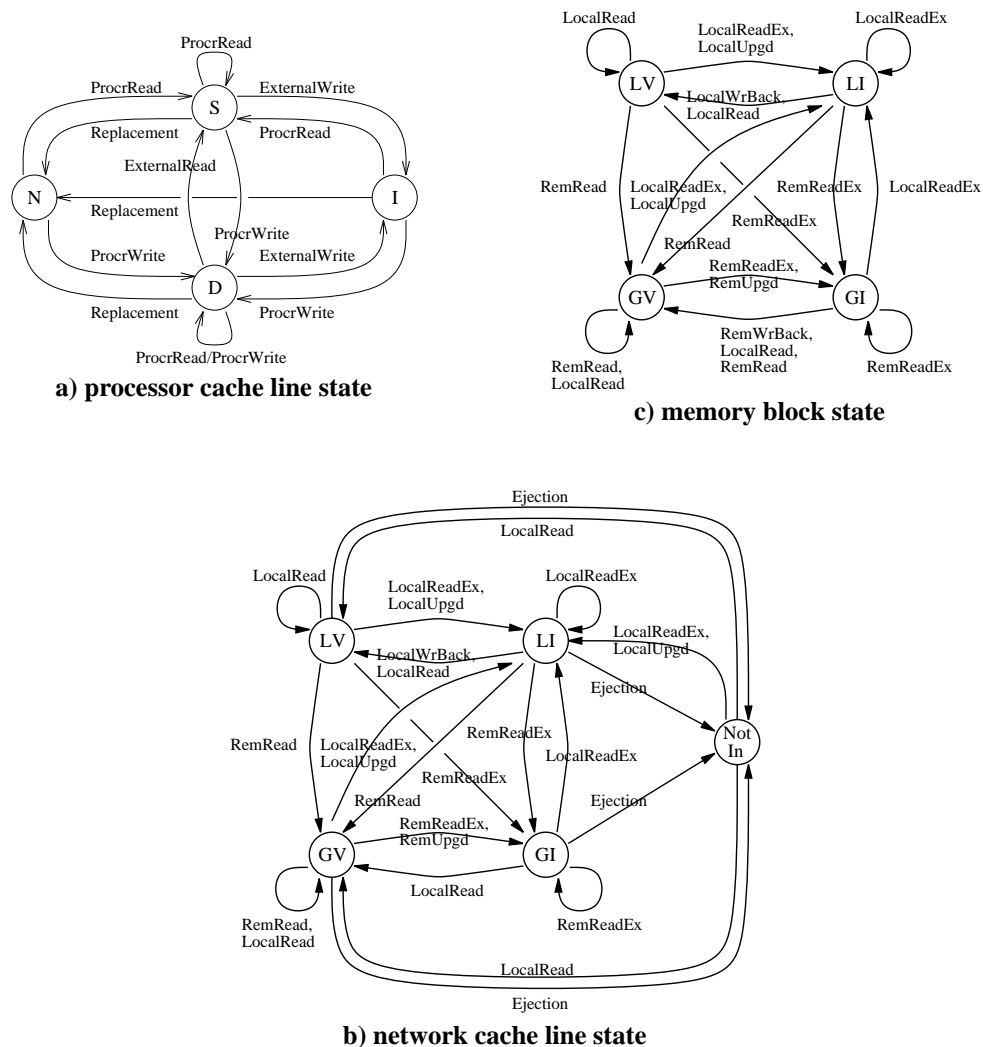 ProcrRead
ProcrRead
ExternalWrite
S
Replacement
ProcrRead
ExternalRead
N
I
Replacement
ProcrWrite
ProcrWrite
ExternalWrite
D
Replacement
ProcrWrite
ProcrRead/ProcrWrite
a) processor cache line state
LocalRead
LocalReadEx,
LocalUpgd
LocalReadEx
LV
LI
LocalWrBack,
LocalRead
RemRead
LocalReadEx,
LocalUpgd
RemReadEx
LocalReadEx
RemReadEx
RemRead
RemReadEx,
RemUpgd
GV
GI
RemWrBack,
LocalRead,
RemRead
RemRead,
LocalRead
RemReadEx
c) memory block state
Ejection
LocalRead
LocalRead
LocalReadEx,
LocalUpgd
LocalReadEx
LV
LI
LocalReadEx,
LocalUpgd
LocalWrBack,
LocalRead
Ejection
RemRead
LocalReadEx,
LocalUpgd
RemReadEx
LocalReadEx
Not
In
RemReadEx
RemRead
Ejection
RemReadEx,
RemUpgd
GV
GI
LocalRead
RemRead,
LocalRead
RemReadEx
LocalRead
Ejection
b) network cache line state